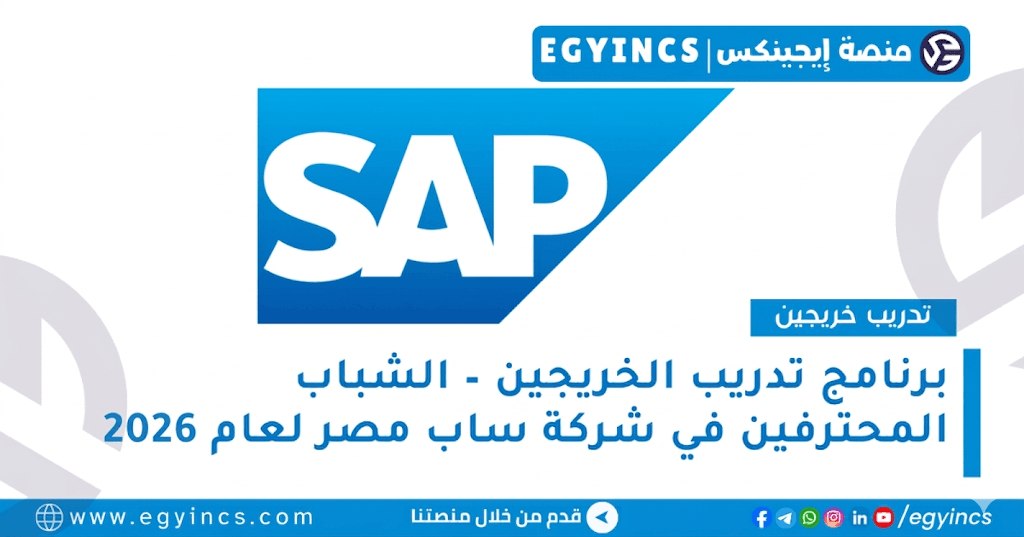 منصة إيجينكس | EGYINCS
SAP
تدريب خريجين
برنامج تدريب الخريجين - الشباب
المحترفين في شركة ساب مصر لعام 2026
www.egyincs.com
قدم من خلال منصتنا
/egyincs